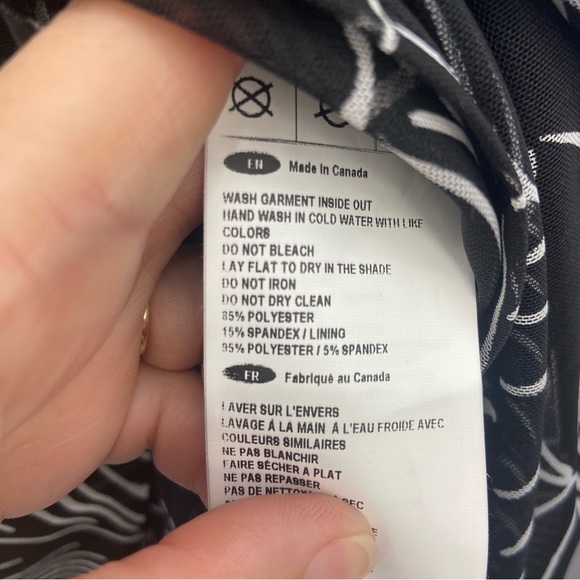 EN Made in Canada
WASH GARMENT INSIDE OUT
HAND WASH IN COLD WATER WITH LIKE
COLORS
DO NOT BLEACH
LAY FLAT TO DRY IN THE SHADE
DO NOT IRON
DO NOT DRY CLEAN
85% POLYESTER
15% SPANDEX / LINING
95% POLYESTER / 5% SPANDEX
FR Fabriqué au Canada
LAVER SUR L'ENVERS
LAVAGE Á LA MAIN Á L'EAU FROIDE AVEC
COULEURS SIMILAIRES
NE PAS BLANCHIR
FAIRE SÉCHER A PLAT
NE PAS REPASSER
PAS DE